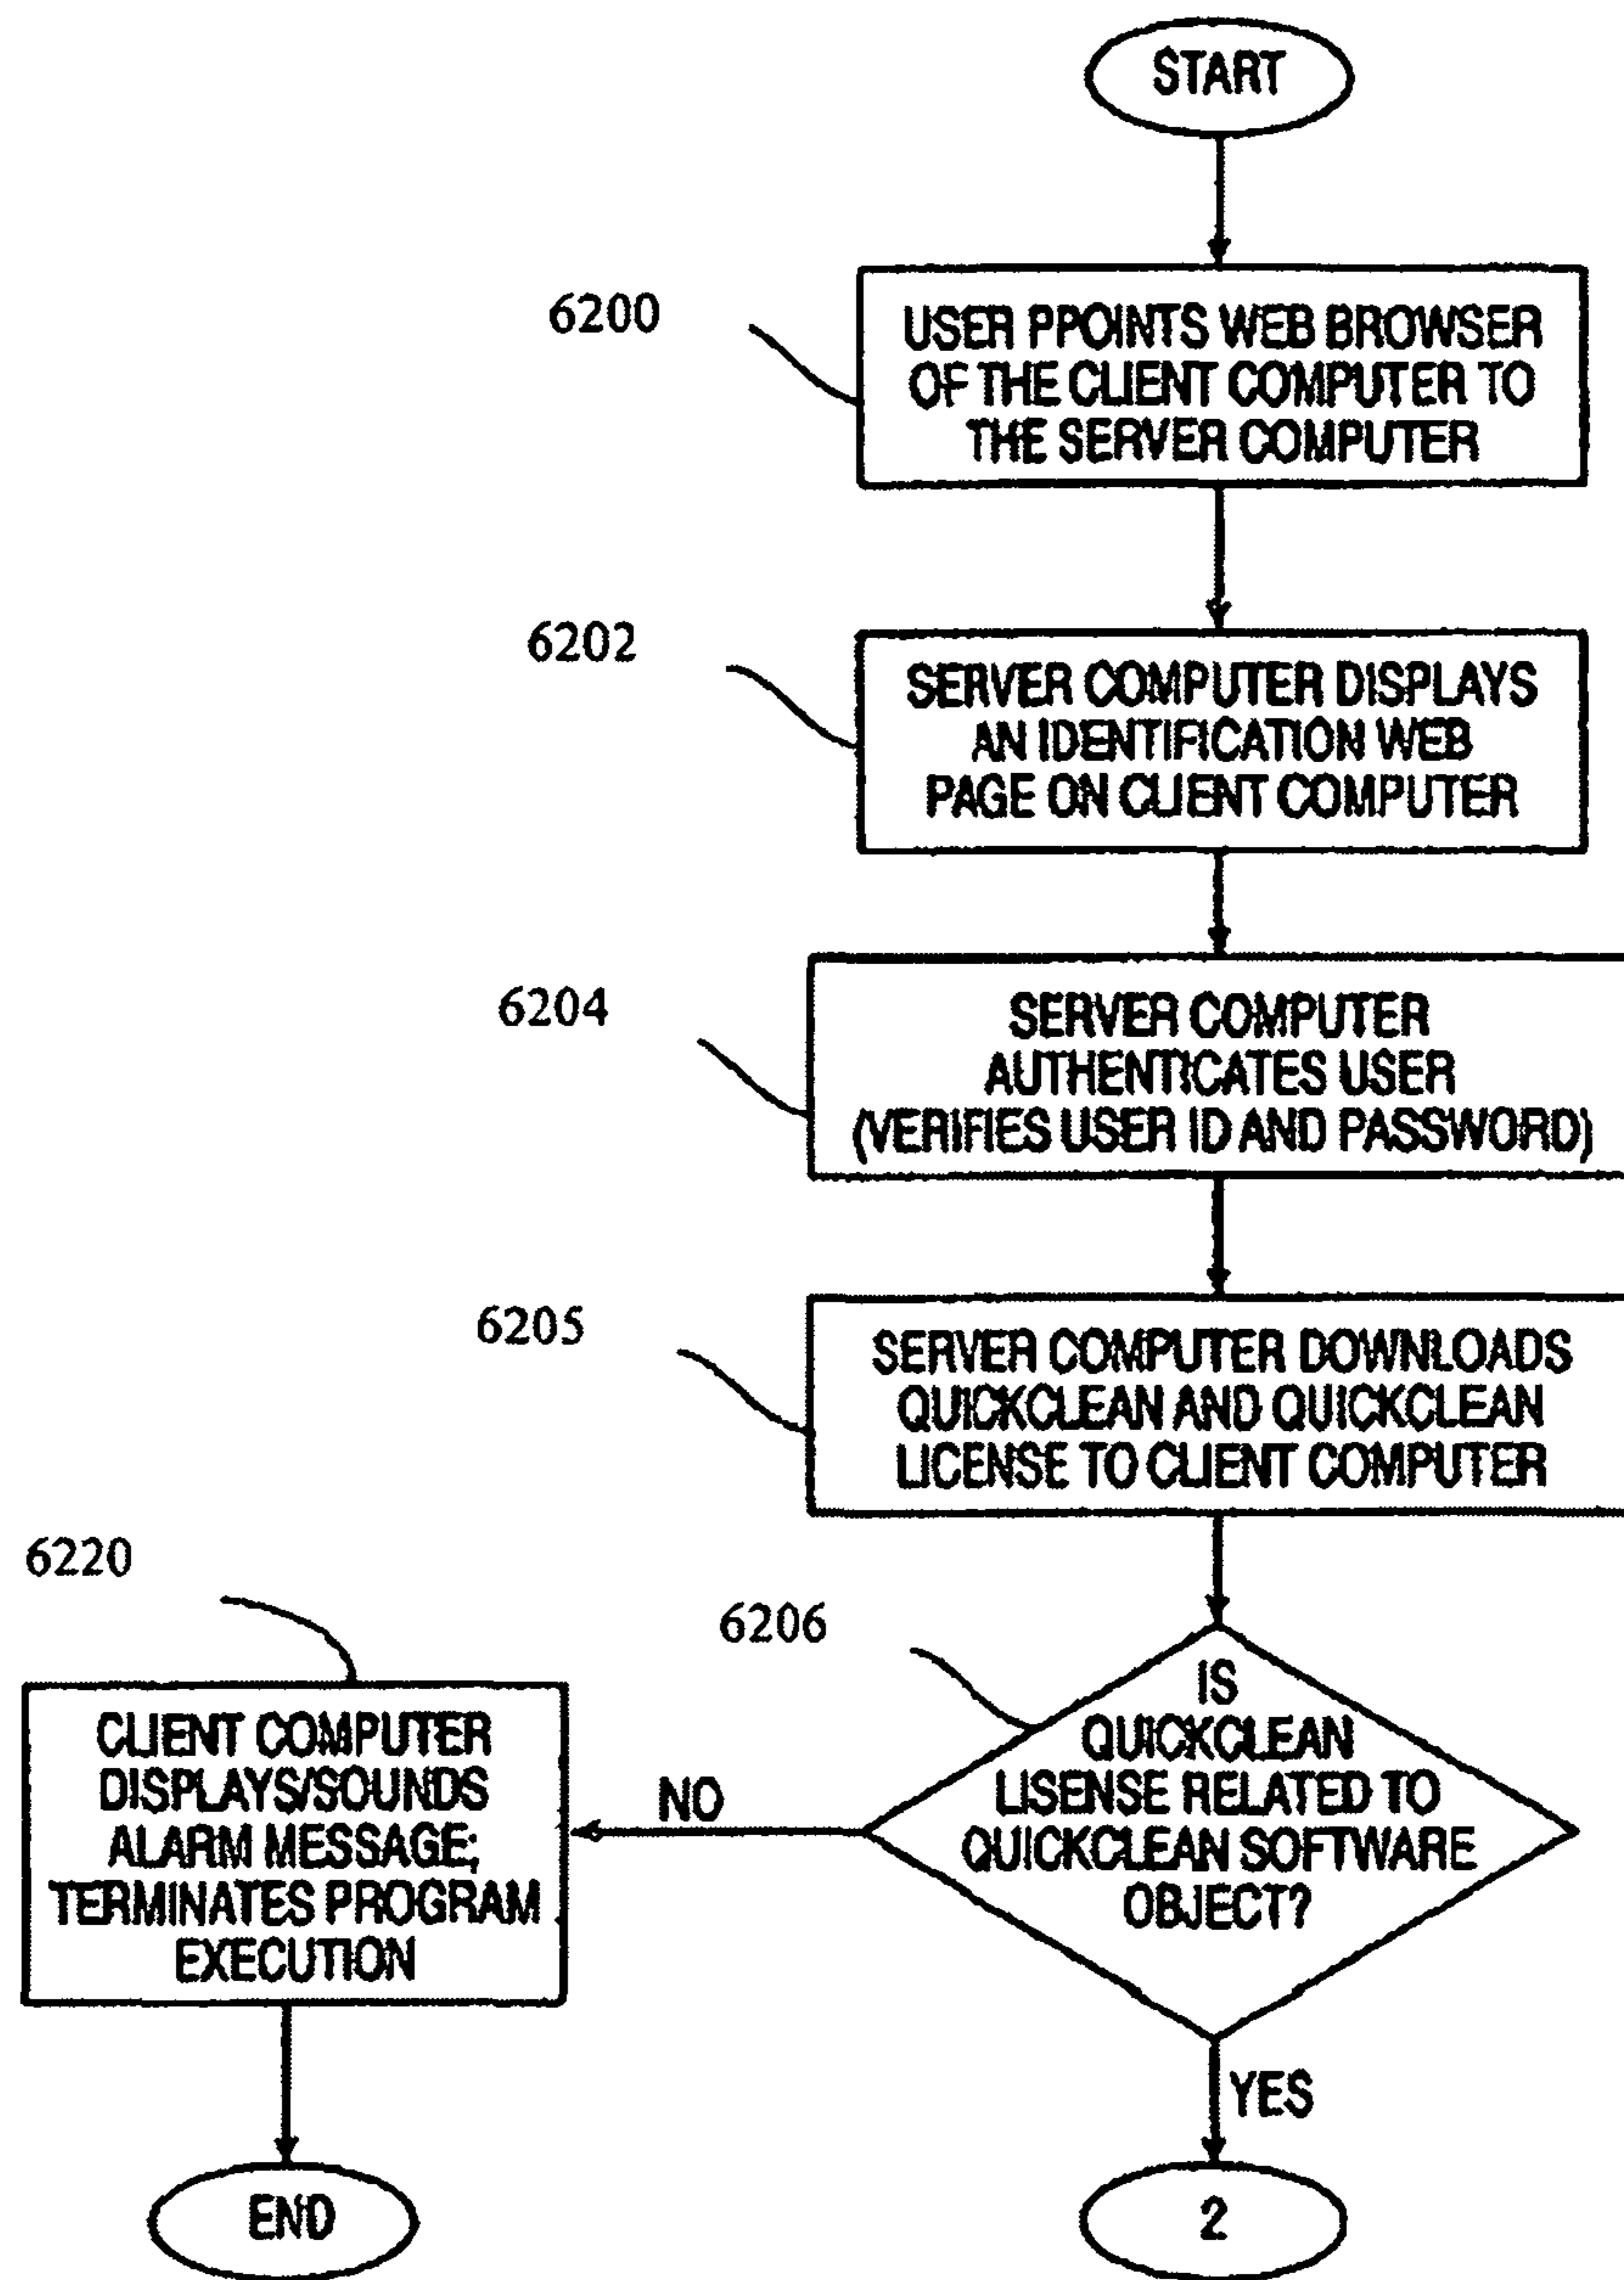 START
6200
USER PPOINTS WEB BROWSER
OF THE CLIENT COMPUTER TO
THE SERVER COMPUTER
6202
SERVER COMPUTER DISPLAYS
AN IDENTIFICATION WEB
PAGE ON CLIENT COMPUTER
6204
SERVER COMPUTER
AUTHENTICATES USER
(VERIFIES USER ID AND PASSWORD)
6205
SERVER COMPUTER DOWNLOADS
QUICKCLEAN AND QUICKCLEAN
LICENSE TO CLIENT COMPUTER
6206
IS
QUICKCLEAN
LISENSE RELATED TO
QUICKCLEAN SOFTWARE
OBJECT?
NO
6220
CLIENT COMPUTER
DISPLAYS/SOUNDS
ALARM MESSAGE;
TERMINATES PROGRAM
EXECUTION
END
YES
2